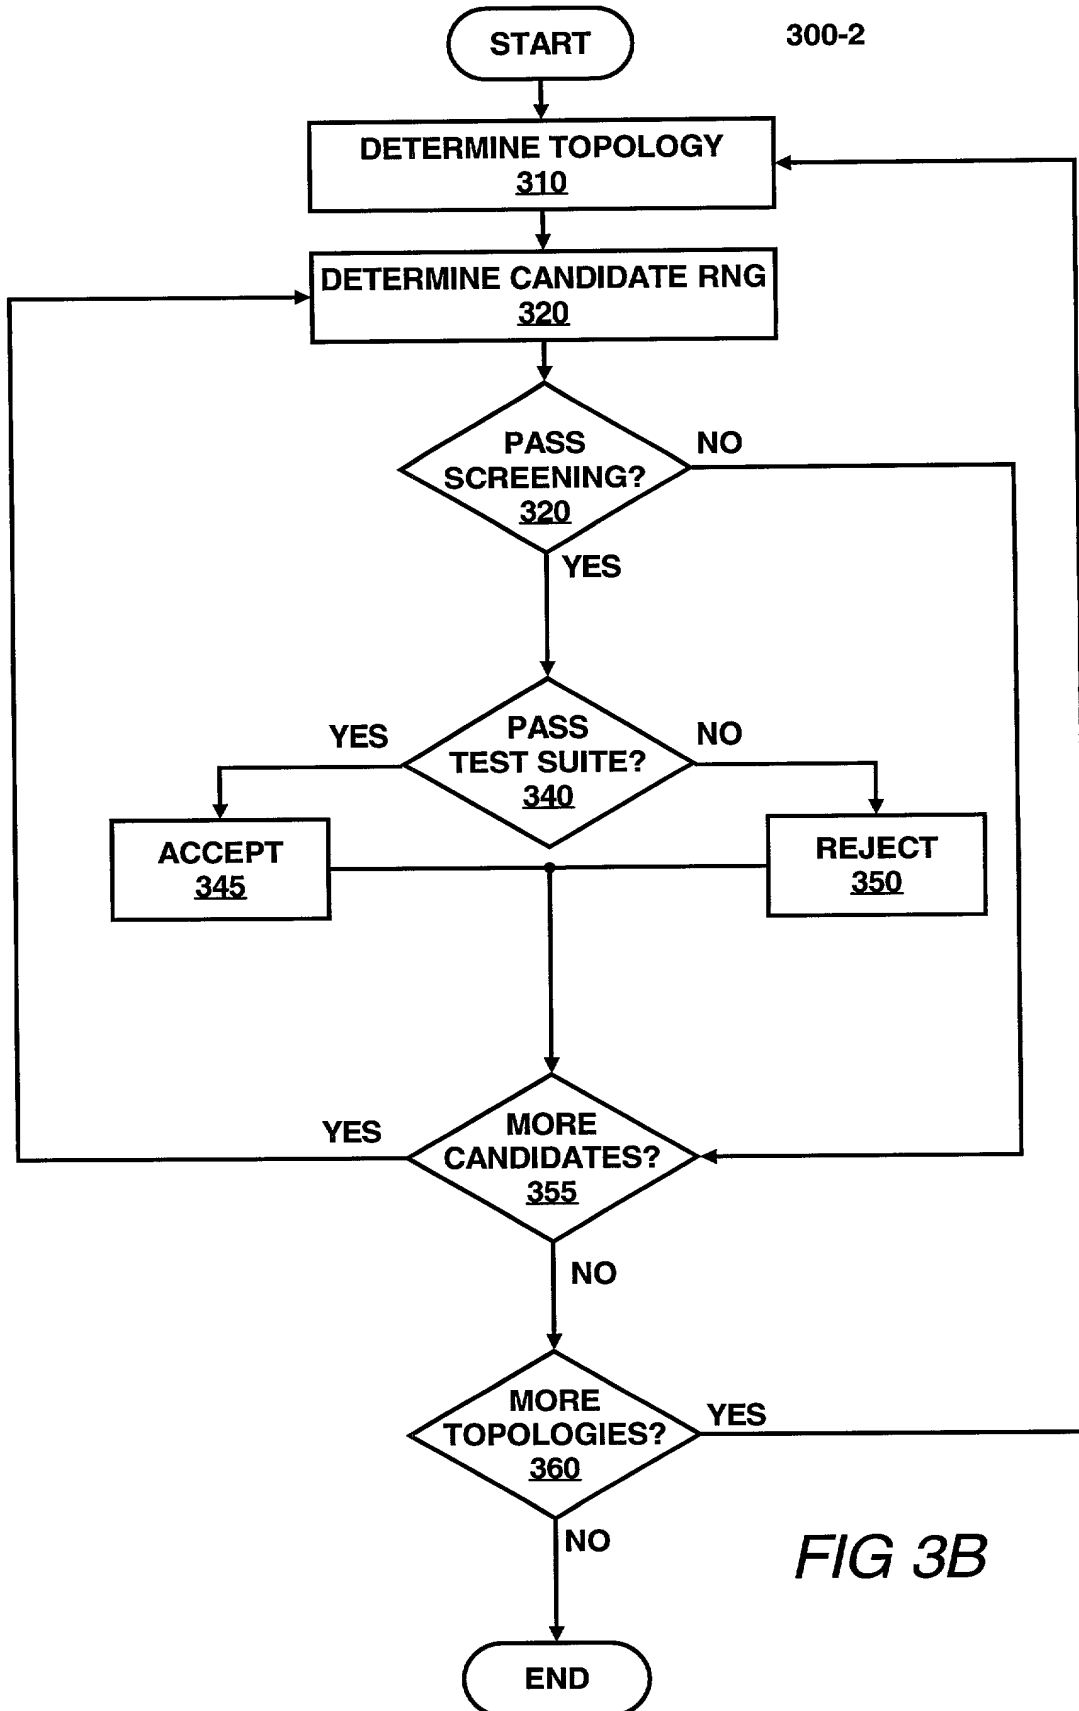 START
300-2
DETERMINE TOPOLOGY
310
DETERMINE CANDIDATE RNG
320
PASS
SCREENING?
320
NO
YES
PASS
TEST SUITE?
340
YES
NO
ACCEPT
345
REJECT
350
MORE
CANDIDATES?
355
YES
NO
MORE
TOPOLOGIES?
360
YES
NO
FIG 3B
END